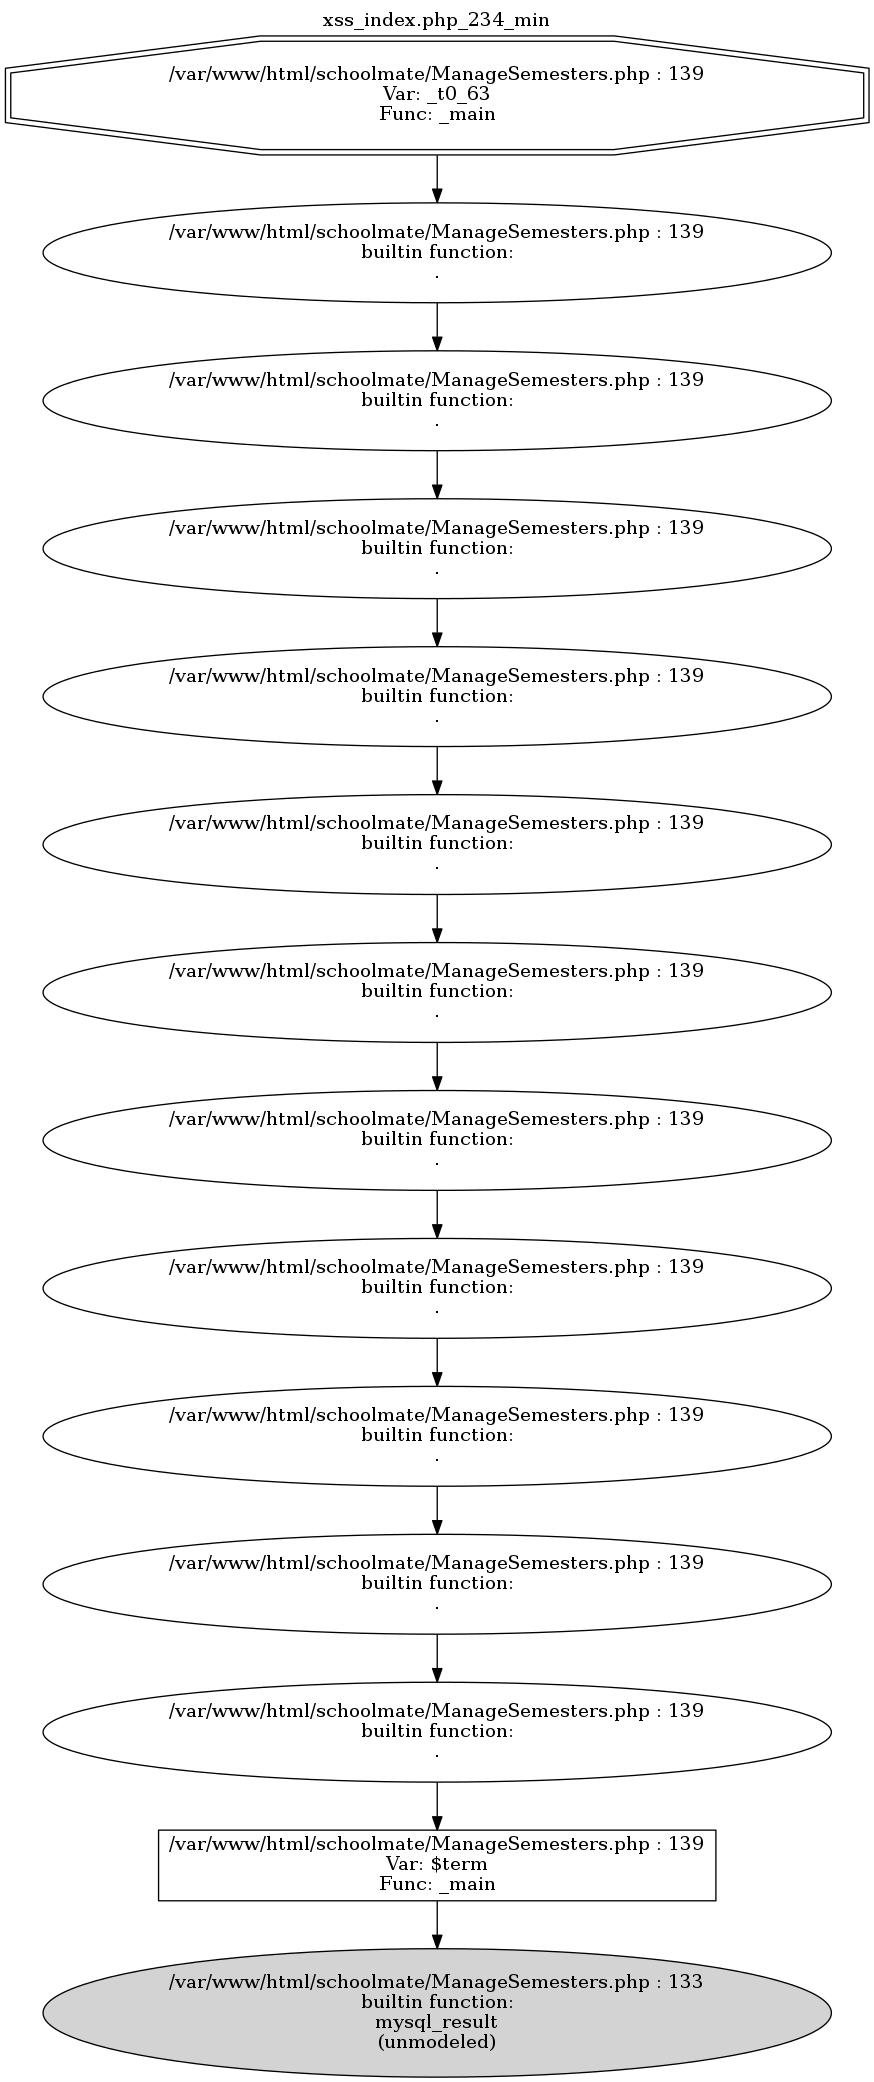 xss_index.php_234_min
/var/www/html/schoolmate/ManageSemesters.php : 139
Var: _t0_63
Func: _main
/var/www/html/schoolmate/ManageSemesters.php : 139
builtin function:
.
/var/www/html/schoolmate/ManageSemesters.php : 139
builtin function:
.
/var/www/html/schoolmate/ManageSemesters.php : 139
builtin function:
.
/var/www/html/schoolmate/ManageSemesters.php : 139
builtin function:
.
/var/www/html/schoolmate/ManageSemesters.php : 139
builtin function:
.
/var/www/html/schoolmate/ManageSemesters.php : 139
builtin function:
.
/var/www/html/schoolmate/ManageSemesters.php : 139
builtin function:
.
/var/www/html/schoolmate/ManageSemesters.php : 139
builtin function:
.
/var/www/html/schoolmate/ManageSemesters.php : 139
builtin function:
.
/var/www/html/schoolmate/ManageSemesters.php : 139
builtin function:
.
/var/www/html/schoolmate/ManageSemesters.php : 139
builtin function:
.
/var/www/html/schoolmate/ManageSemesters.php : 139
Var: $term
Func: _main
/var/www/html/schoolmate/ManageSemesters.php : 133
builtin function:
mysql_result
(unmodeled)